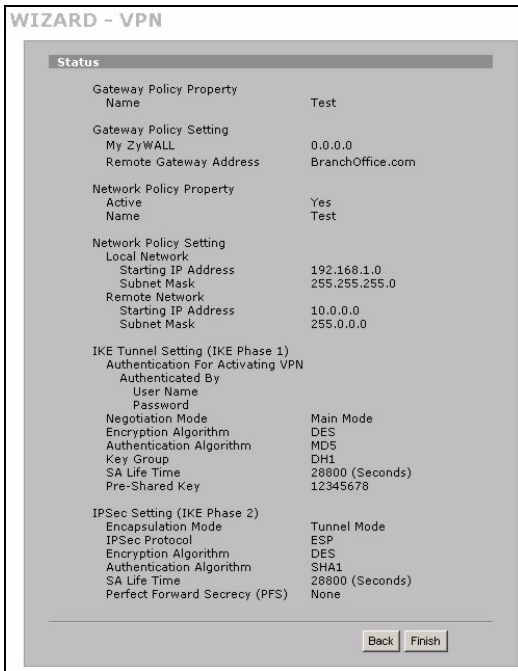 WIZARD - VPN
Status
Gateway Policy Property
Name Test
Gateway Policy Setting
My ZyWALL 0.0.0.0
Remote Gateway Address BranchOffice.com
Network Policy Property
Active Yes
Name Test
Network Policy Setting
Local Network
Starting IP Address 192.168.1.0
Subnet Mask 255.255.255.0
Remote Network
Starting IP Address 10.0.0.0
Subnet Mask 255.0.0.0
IKE Tunnel Setting (IKE Phase 1)
Authentication For Activating VPN
Authenticated By
User Name
Password
Negotiation Mode Main Mode
Encryption Algorithm DES
Authentication Algorithm MD5
Key Group DH1
SA Life Time 28800 (Seconds)
Pre-Shared Key 12345678
IPSec Setting (IKE Phase 2)
Encapsulation Mode Tunnel Mode
IPSec Protocol ESP
Encryption Algorithm DES
Authentication Algorithm SHA1
SA Life Time 28800 (Seconds)
Perfect Forward Secrecy (PFS) None
Back Finish